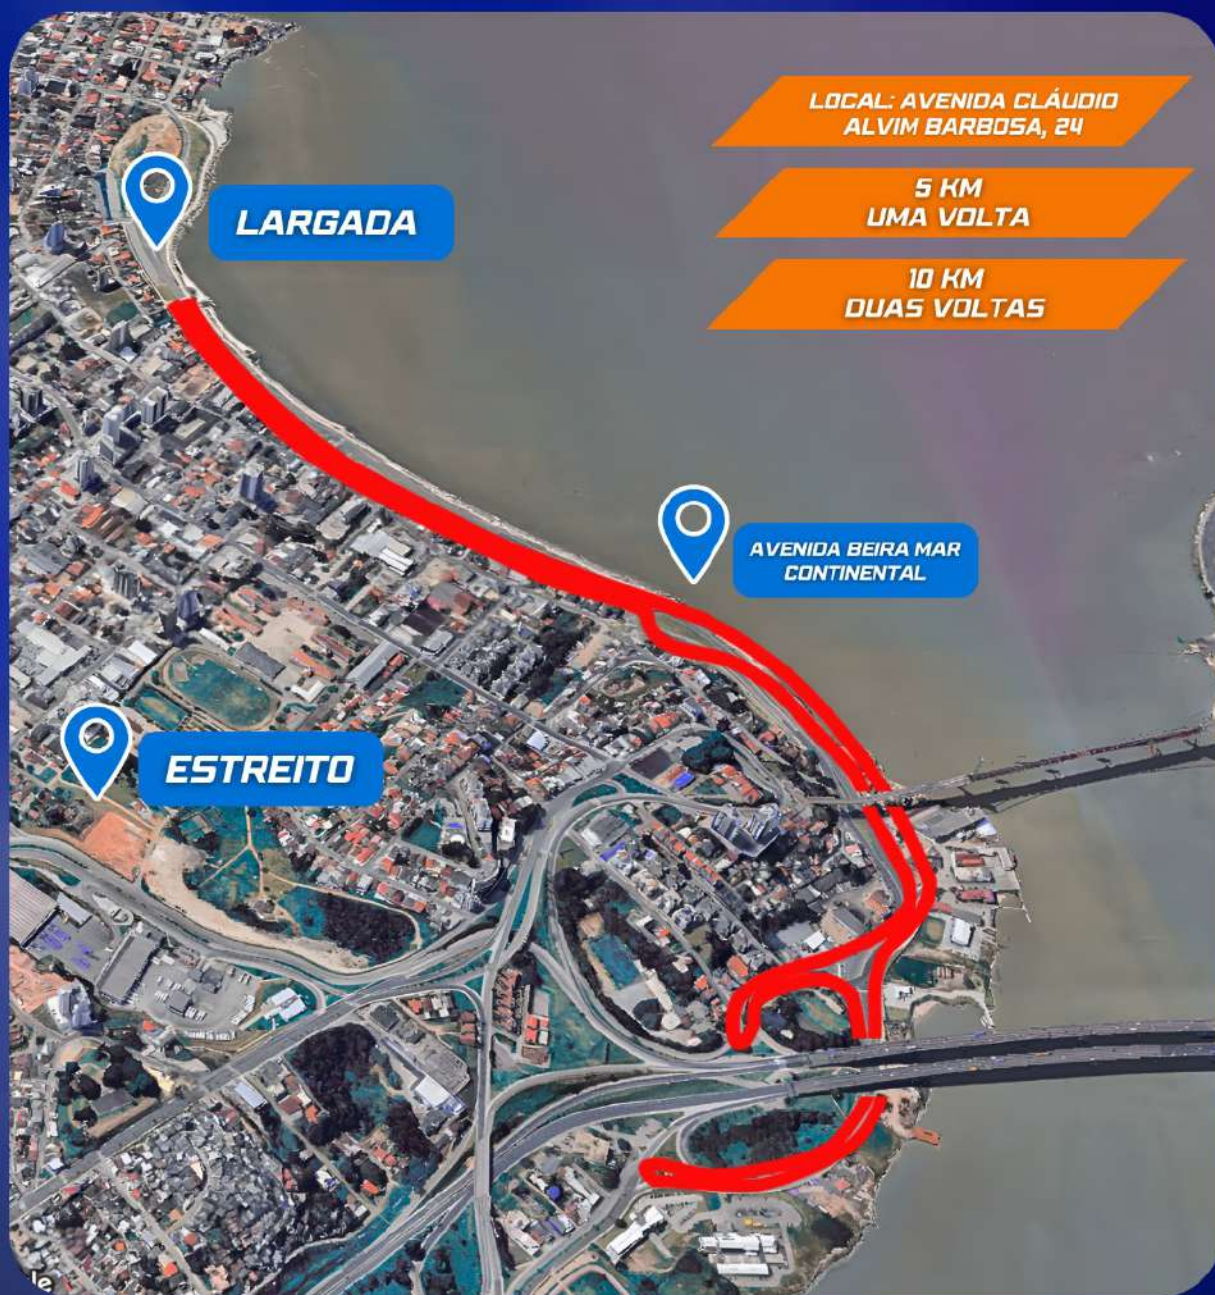 LOCAL: AVENIDA CLÁUDIO
ALVIM BARBOSA, 24
5 KM
UMA VOLTA
10 KM
DUAS VOLTAS
LARGADA
AVENIDA BEIRA MAR
CONTINENTAL
ESTREITO
le